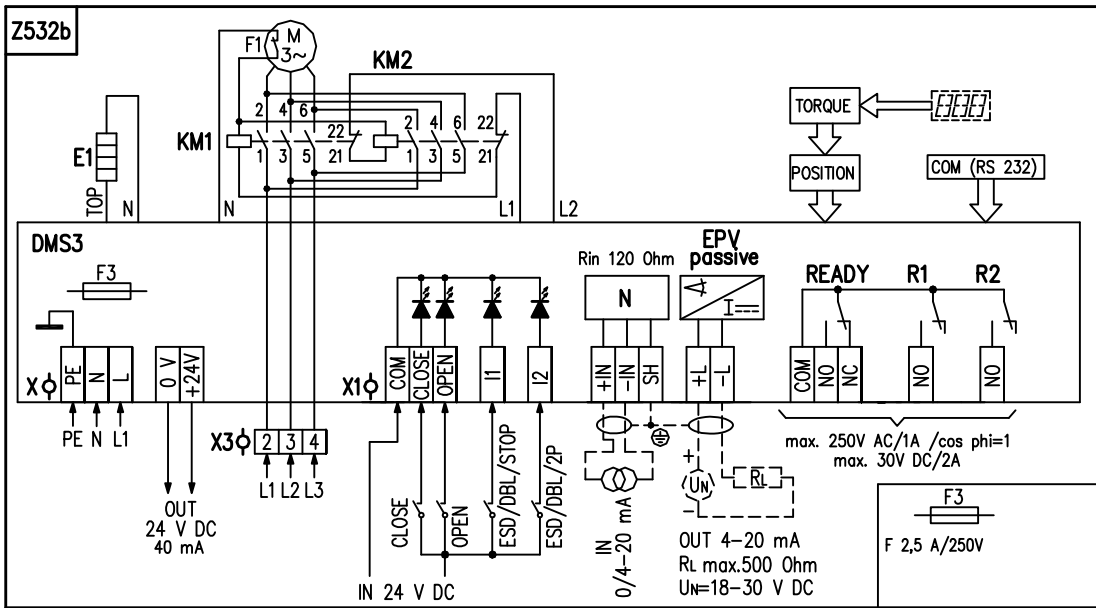 Z532b
F1
M
3~
KM2
2 4 6
2 4 6 22
KM1
22
21
1 3 5
1 3 5 21
E1
TOP
N
N
L1
L2
TORQUE
POSITION
COM (RS 232)
DMS3
F3
Rin 120 Ohm
N
EPV
passive
I
READY
R1
R2
X
PE
N
L
0 V
+24V
X1
COM
CLOSE
OPEN
I1
I2
+IN
-IN
SH
+L
-L
COM
NO
NC
NO
NO
PE N L1
X3
2 3 4
L1 L2 L3
OUT
24 V DC
40 mA
CLOSE
OPEN
ESD/DBL/STOP
ESD/DBL/2P
IN 24 V DC
IN
0/4-20 mA
+
UN
-
RL
OUT 4-20 mA
RL max.500 Ohm
UN=18-30 V DC
max. 250V AC/1A /cos phi=1
max. 30V DC/2A
F3
F 2,5 A/250V